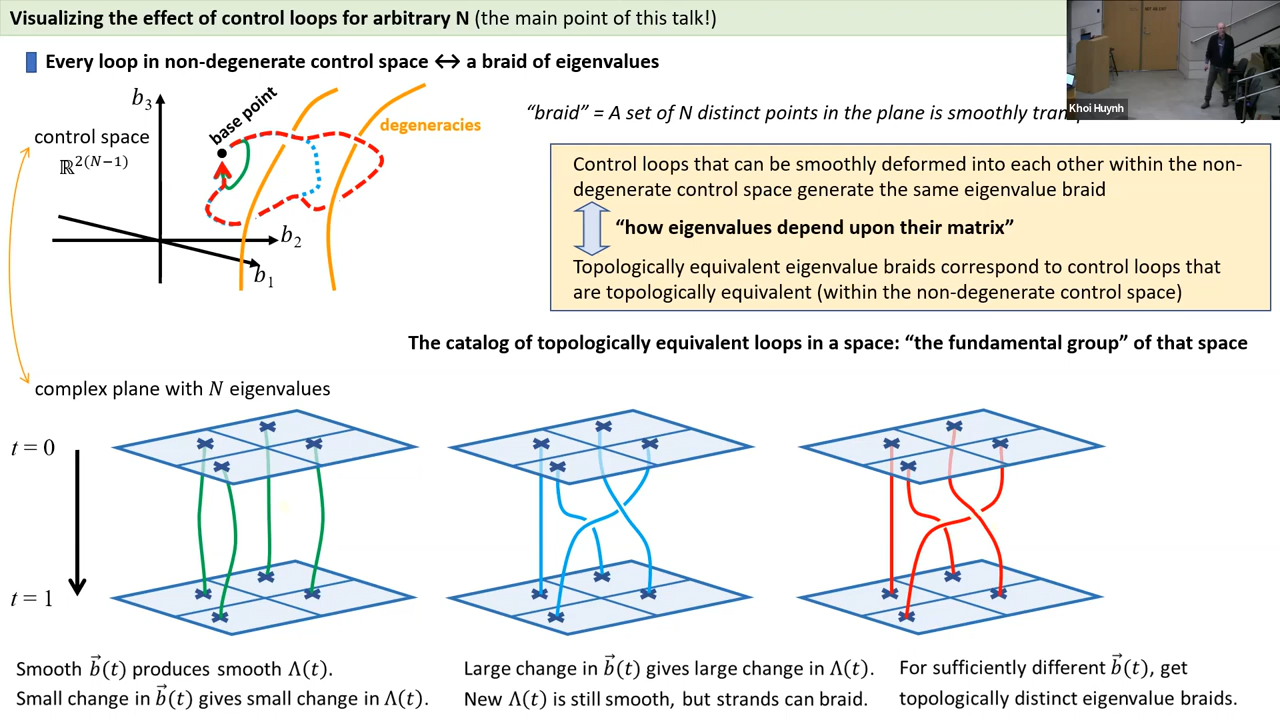 Visualizing the effect of control loops for arbitrary N (the main point of this talk!)
Every loop in non-degenerate control space ↔ a braid of eigenvalues
Khoi Huynh
b₃
base point
degeneracies
control space
ℝ²⁽ᴺ⁻¹⁾
b₂
b₁
“braid” = A set of N distinct points in the plane is smoothly
Control loops that can be smoothly deformed into each other within the non-
degenerate control space generate the same eigenvalue braid
“how eigenvalues depend upon their matrix”
Topologically equivalent eigenvalue braids correspond to control loops that
are topologically equivalent (within the non-degenerate control space)
The catalog of topologically equivalent loops in a space: “the fundamental group” of that space
complex plane with N eigenvalues
t = 0
t = 1
Smooth b⃗(t) produces smooth Λ(t).
Small change in b⃗(t) gives small change in Λ(t).
Large change in b⃗(t) gives large change in Λ(t).
New Λ(t) is still smooth, but strands can braid.
For sufficiently different b⃗(t), get
topologically distinct eigenvalue braids.